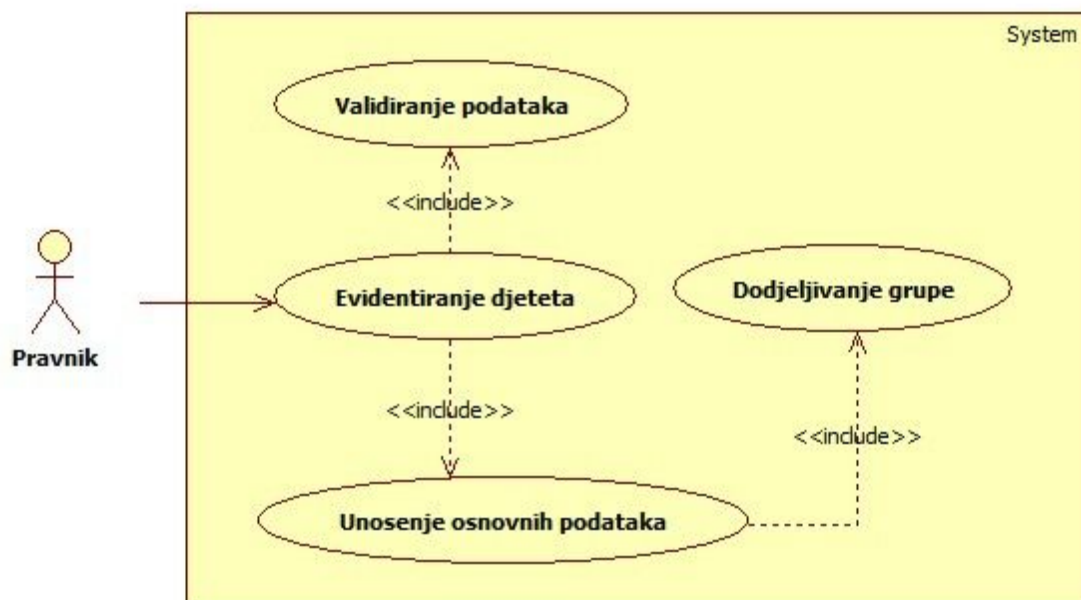 System
Validiranje podataka
<<include>>
Evidentiranje djeteta
Dodjeljivanje grupe
Pravnik
<<include>>
<<include>>
Unosenje osnovnih podataka